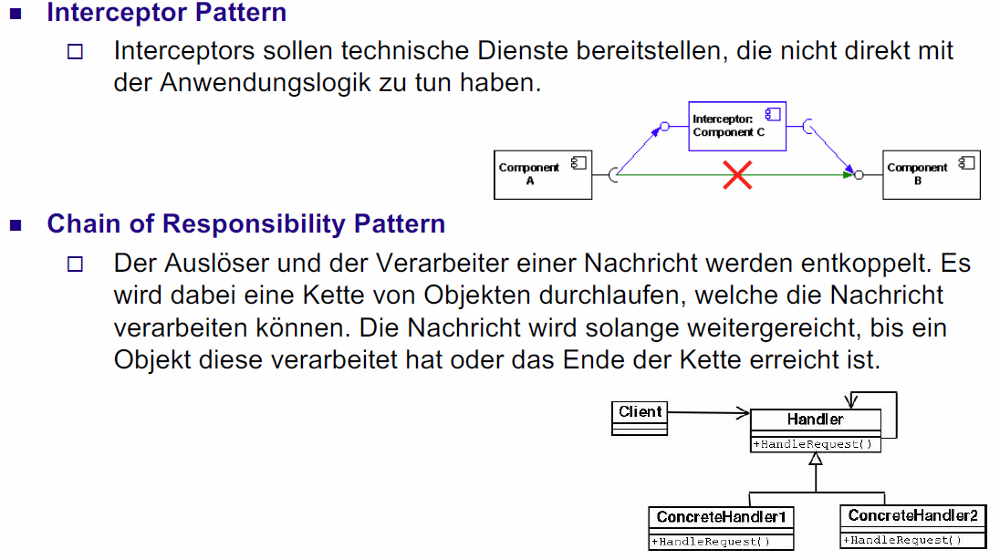 Interceptor Pattern
Interceptors sollen technische Dienste bereitstellen, die nicht direkt mit
der Anwendungslogik zu tun haben.
Interceptor:
Component C
Component
A
Component
B
Chain of Responsibility Pattern
Der Auslöser und der Verarbeiter einer Nachricht werden entkoppelt. Es
wird dabei eine Kette von Objekten durchlaufen, welche die Nachricht
verarbeiten können. Die Nachricht wird solange weitergereicht, bis ein
Objekt diese verarbeitet hat oder das Ende der Kette erreicht ist.
Client
Handler
+HandleRequest()
ConcreteHandler1
+HandleRequest()
ConcreteHandler2
+HandleRequest()